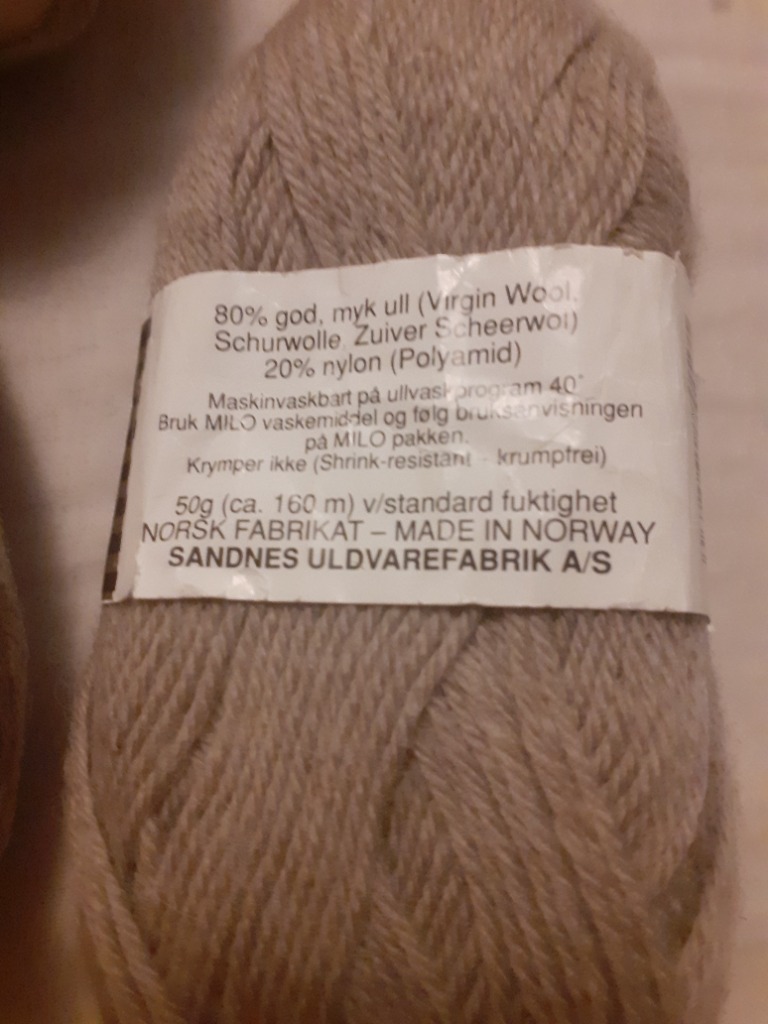 80% god, myk ull (Virgin Wool,
Schurwolle, Zuiver Scheerwol)
20% nylon (Polyamid)
Maskinvaskbart på ullvaskprogram 40°
Bruk MILO vaskemiddel og følg bruksanvisningen
på MILO pakken.
Krymper ikke (Shrink-resistant - krumpfrei)
50g (ca. 160 m) v/standard fuktighet
NORSK FABRIKAT – MADE IN NORWAY
SANDNES ULDVAREFABRIK A/S